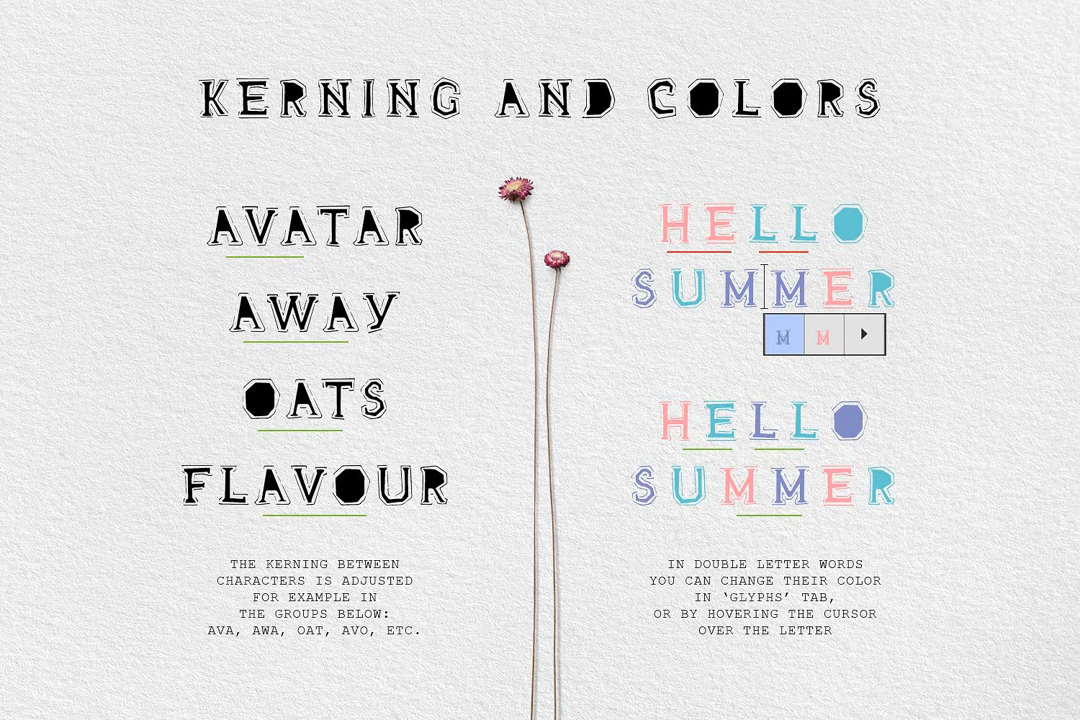 KERNING AND COLORS
AVATAR
AWAY
OATS
FLAVOUR
THE KERNING BETWEEN
CHARACTERS IS ADJUSTED
FOR EXAMPLE IN
THE GROUPS BELOW:
AVA, AWA, OAT, AVO, ETC.
HELLO
SUMMER
M M
HELLO
SUMMER
IN DOUBLE LETTER WORDS
YOU CAN CHANGE THEIR COLOR
IN ‘GLYPHS’ TAB,
OR BY HOVERING THE CURSOR
OVER THE LETTER